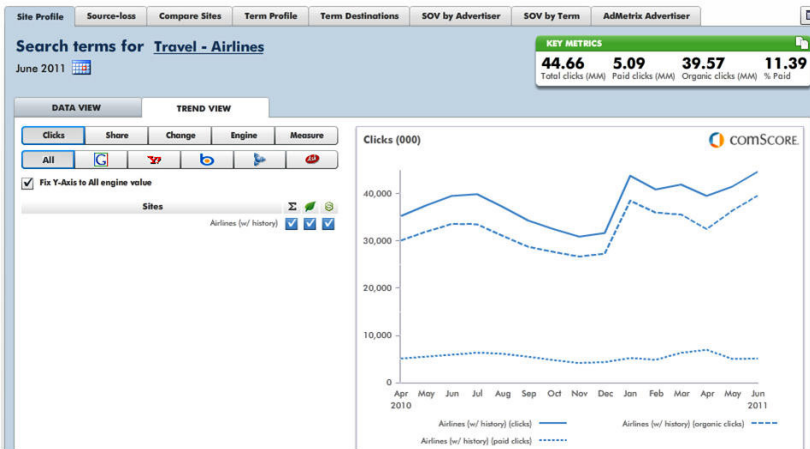 Site Profile
Source-loss
Compare Sites
Term Profile
Term Destinations
SOV by Advertiser
SOV by Term
AdMetrix Advertiser
Search terms for Travel - Airlines
June 2011
KEY METRICS
44.66 5.09 39.57 11.39
Total clicks (MM) Paid clicks (MM) Organic clicks (MM) % Paid
DATA VIEW
TREND VIEW
Clicks Share Change Engine Measure
All
Fix Y-Axis to All engine value
Sites Σ
Airlines (w/ history)
Clicks (000)
comSCORE.
40,000
30,000
20,000
10,000
0
Apr May Jun Jul Aug Sep Oct Nov Dec Jan Feb Mar Apr May Jun
2010 2011
Airlines (w/ history) (clicks) Airlines (w/ history) (organic clicks)
Airlines (w/ history) (paid clicks)